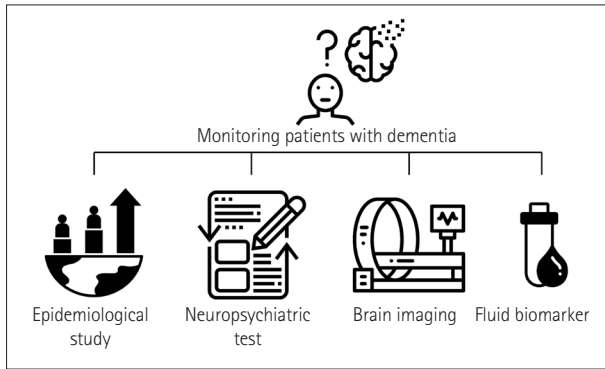 ?
Monitoring patients with dementia
Epidemiological
study
Neuropsychiatric
test
Brain imaging
Fluid biomarker